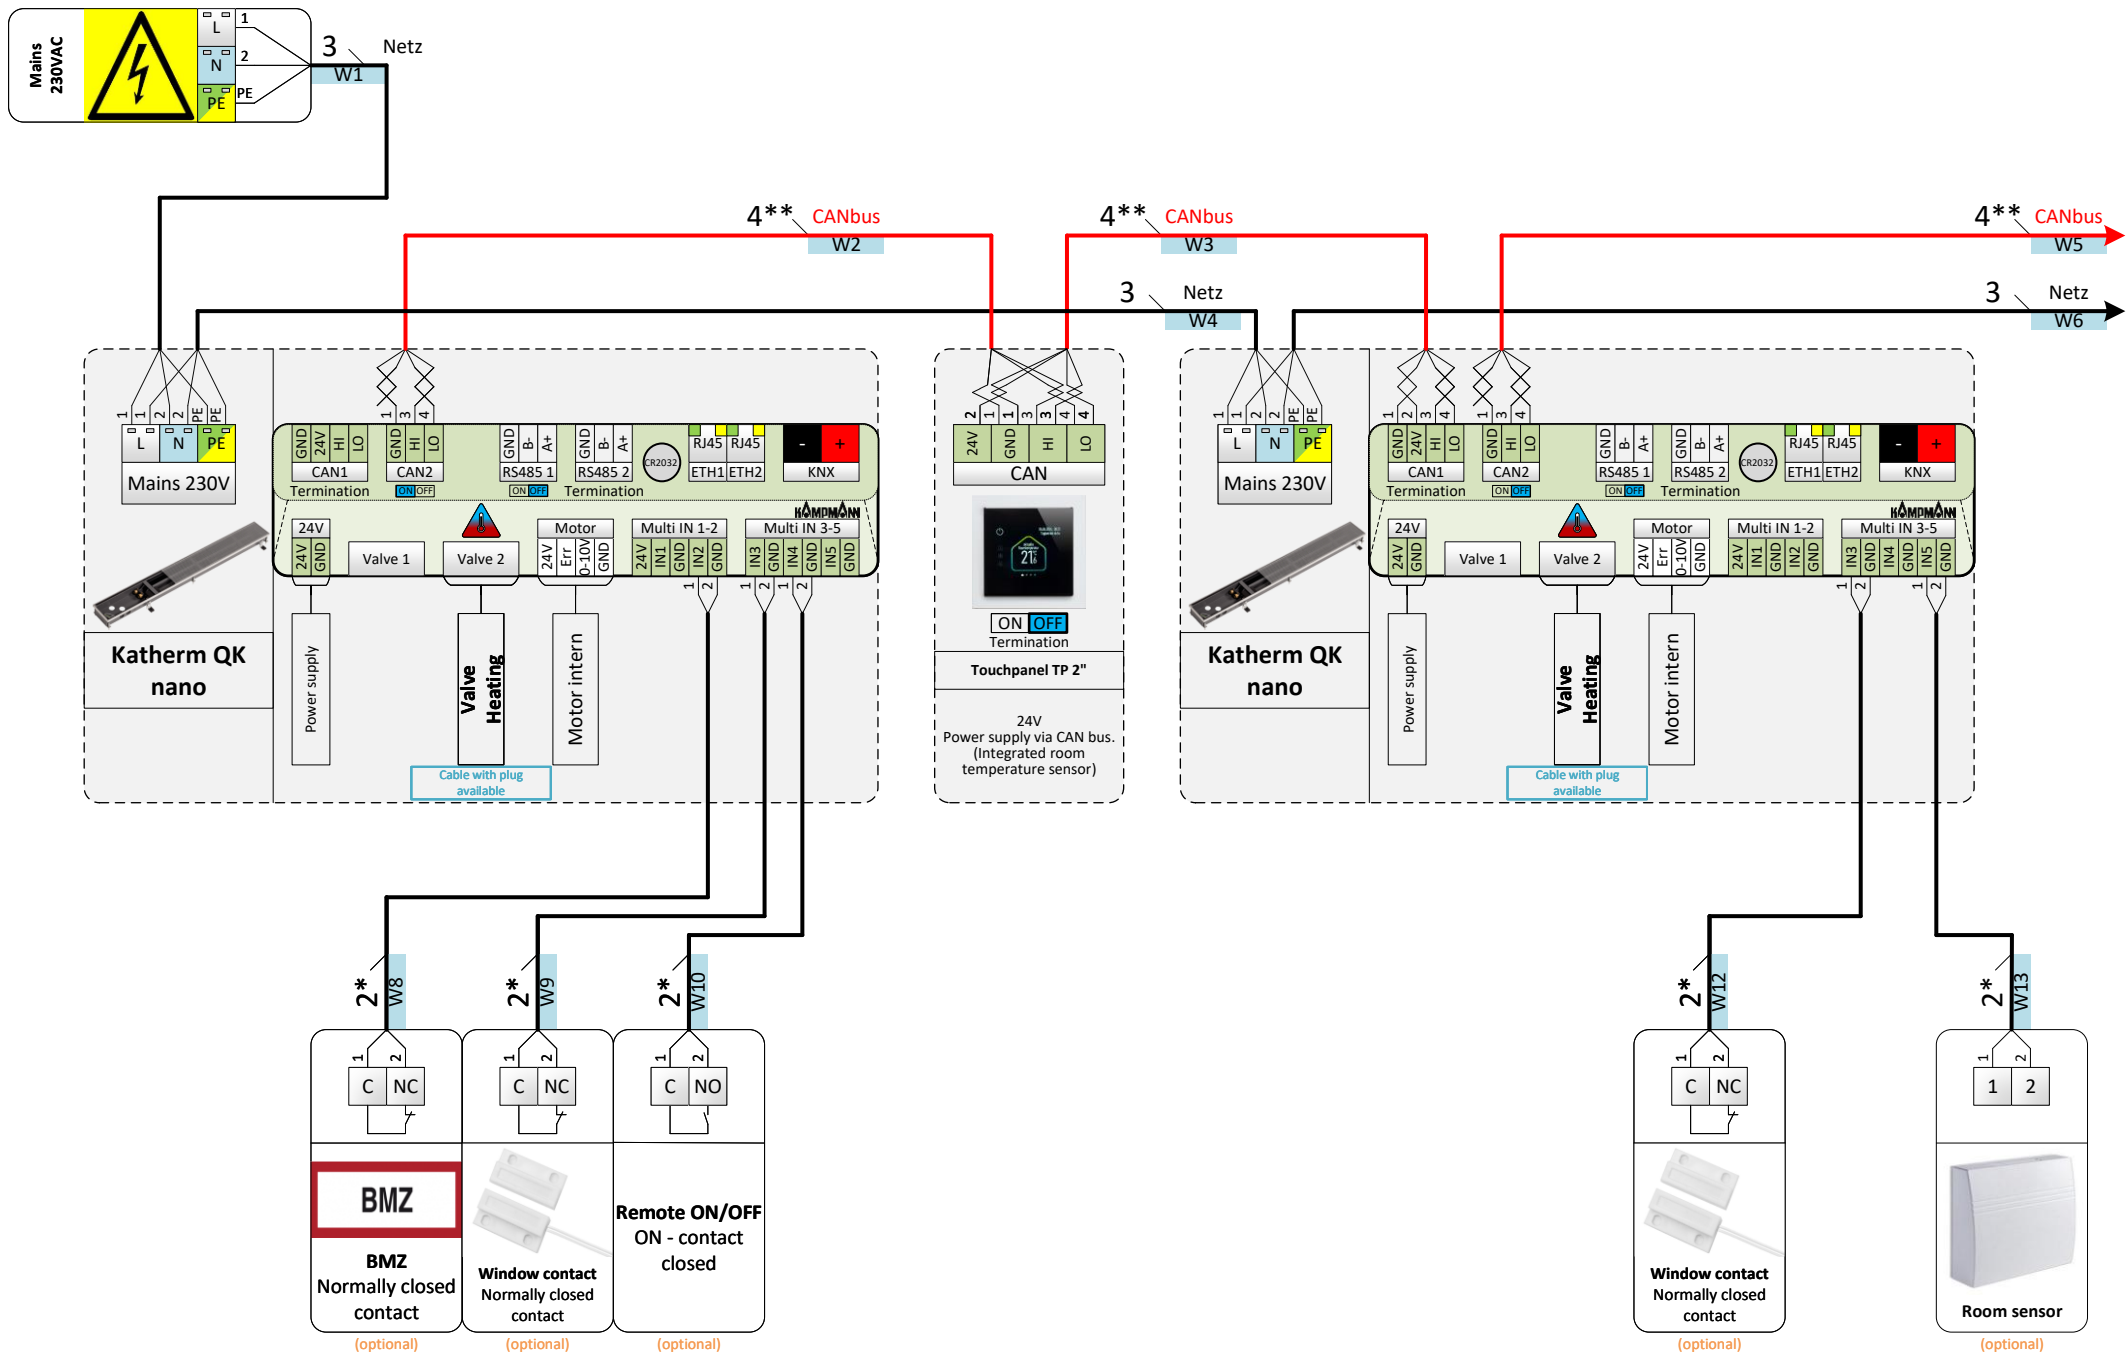 Mains
230VAC
L
N
PE
1
2
PE
3
Netz
W1
4**
CANbus
W2
4**
CANbus
W3
4**
CANbus
W5
3
Netz
W4
3
Netz
W6
1
1
2
2
PE
PE
L
N
PE
Mains 230V
Katherm QK
nano
1
3
4
GND
24V
HI
LO
CAN1
GND
HI
LO
CAN2
GND
B-
A+
RS485 1
GND
B-
A+
RS485 2
CR2032
RJ45
RJ45
ETH1
ETH2
-
+
KNX
Termination
ON
OFF
ON
OFF
Termination
KAMPMANN
24V
24V
GND
Valve 1
Valve 2
Motor
24V
Err
0-10V
GND
Multi IN 1-2
24V
IN1
GND
IN2
GND
Multi IN 3-5
IN3
GND
IN4
GND
IN5
GND
1
2
1
2
1
2
Power supply
Valve
Heating
Motor intern
Cable with plug
available
2
1
1
3
3
4
4
24V
GND
HI
LO
CAN
21
ON
OFF
Termination
Touchpanel TP 2"
24V
Power supply via CAN bus.
(Integrated room
temperature sensor)
1
1
2
2
PE
PE
L
N
PE
Mains 230V
Katherm QK
nano
1
2
3
4
1
3
4
GND
24V
HI
LO
CAN1
GND
HI
LO
CAN2
GND
B-
A+
RS485 1
GND
B-
A+
RS485 2
CR2032
RJ45
RJ45
ETH1
ETH2
-
+
KNX
Termination
ON
OFF
ON
OFF
Termination
KAMPMANN
24V
24V
GND
Valve 1
Valve 2
Motor
24V
Err
0-10V
GND
Multi IN 1-2
24V
IN1
GND
IN2
GND
Multi IN 3-5
IN3
GND
IN4
GND
IN5
GND
1
2
1
2
Power supply
Valve
Heating
Motor intern
Cable with plug
available
2*
W8
1
2
C
NC
BMZ
BMZ
Normally closed
contact
(optional)
2*
W9
1
2
C
NC
Window contact
Normally closed
contact
(optional)
2*
W10
1
2
C
NO
Remote ON/OFF
ON - contact
closed
(optional)
2*
W12
1
2
C
NC
Window contact
Normally closed
contact
(optional)
2*
W13
1
2
1
2
Room sensor
(optional)